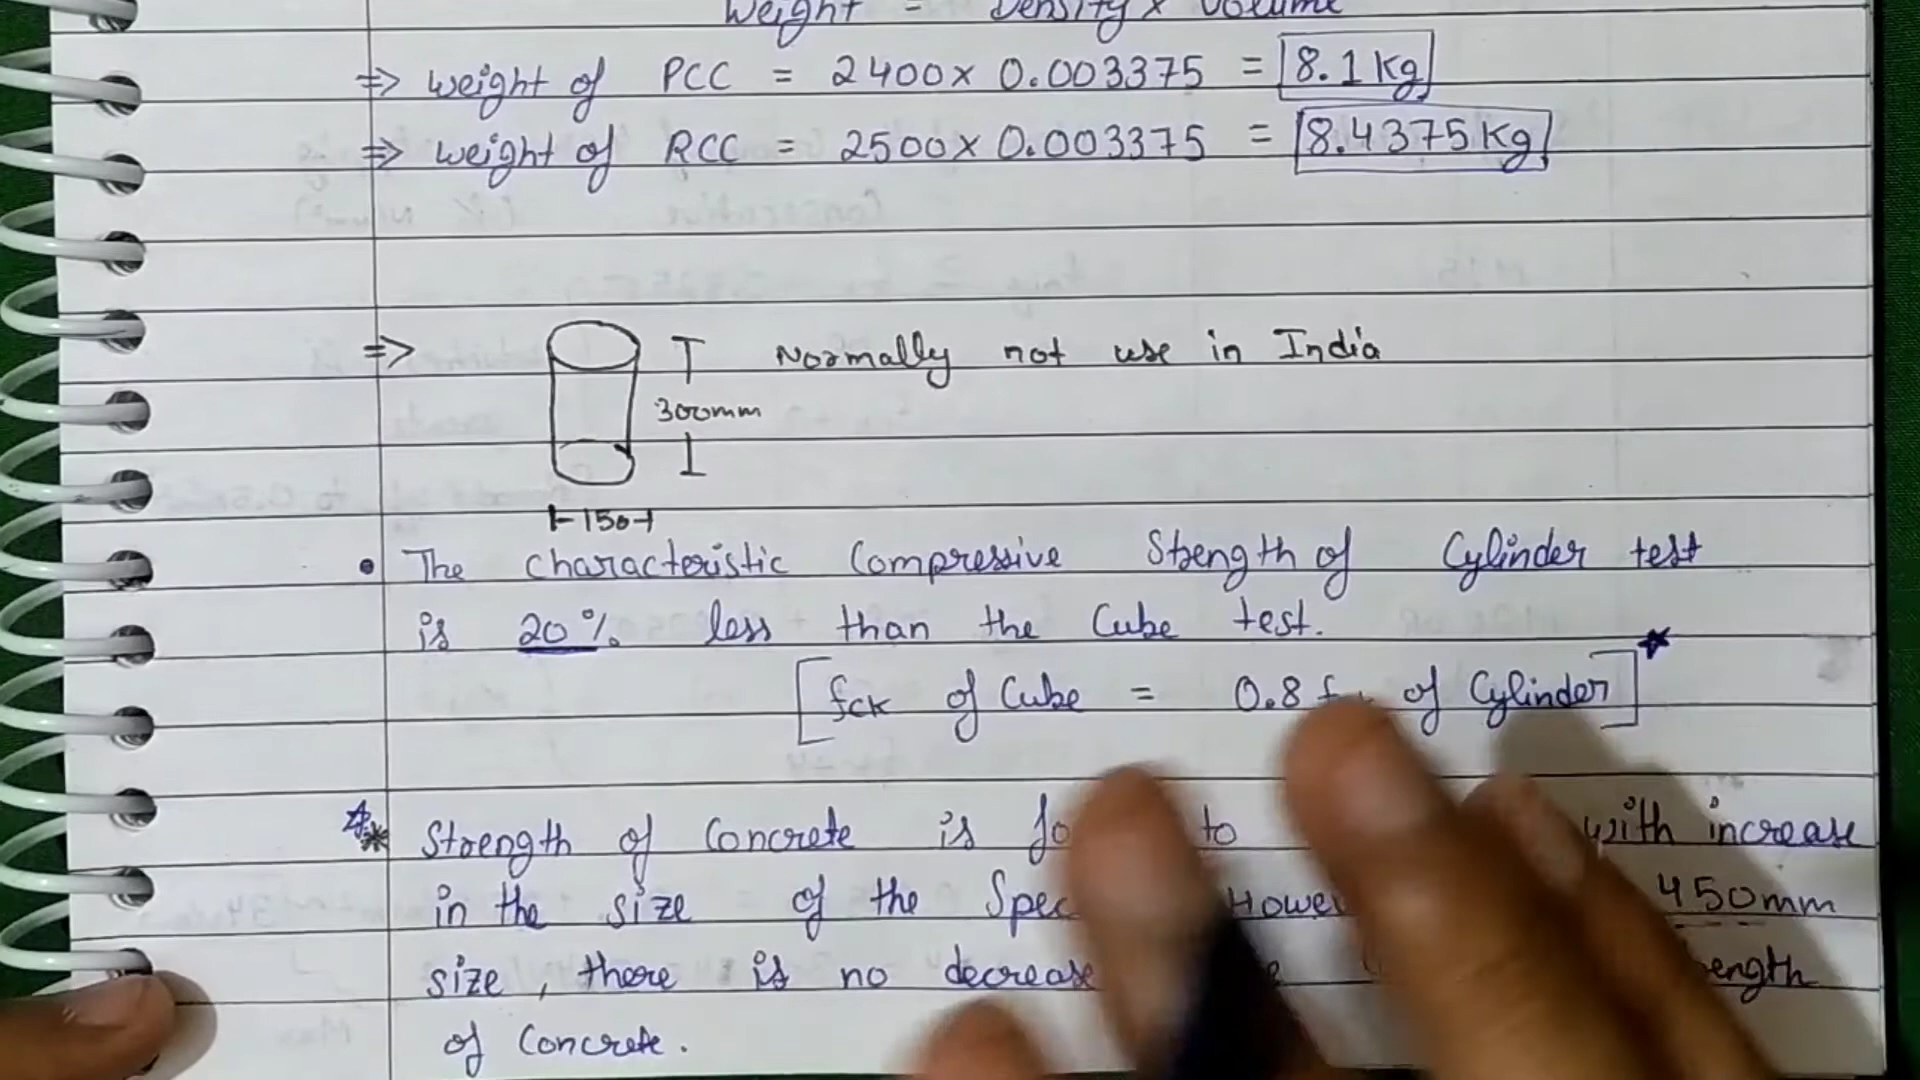 Weight = Density x Volume
=> weight of PCC = 2400 x 0.003375 = 8.1 kg
=> weight of RCC = 2500 x 0.003375 = 8.4375 kg
=> Normally not use in India
300mm
150
• The characteristic Compressive Strength of Cylinder test
is 20% less than the Cube test.
[fck of Cube = 0.8 of Cylinder]*
** Strength of Concrete is to with increase
in the size of the 450mm
size, there is no decrease
of Concrete.